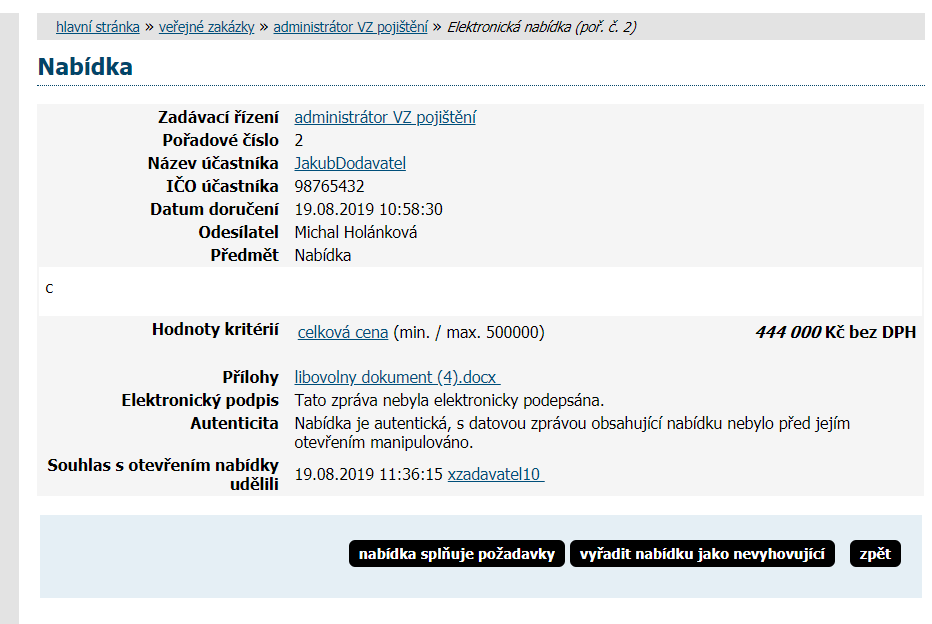 hlavní stránka » veřejné zakázky » administrátor VZ pojištění » Elektronická nabídka (poř. č. 2)
Nabídka
Zadávací řízení administrátor VZ pojištění
Pořadové číslo 2
Název účastníka JakubDodavatel
IČO účastníka 98765432
Datum doručení 19.08.2019 10:58:30
Odesílatel Michal Holánková
Předmět Nabídka
c
Hodnoty kritérií celková cena (min. / max. 500000) 444 000 Kč bez DPH
Přílohy libovolny dokument (4).docx
Elektronický podpis Tato zpráva nebyla elektronicky podepsána.
Autenticita Nabídka je autentická, s datovou zprávou obsahující nabídku nebylo před jejím
otevřením manipulováno.
Souhlas s otevřením nabídky
udělili 19.08.2019 11:36:15 xzadavatel10
nabídka splňuje požadavky vyřadit nabídku jako nevyhovující zpět